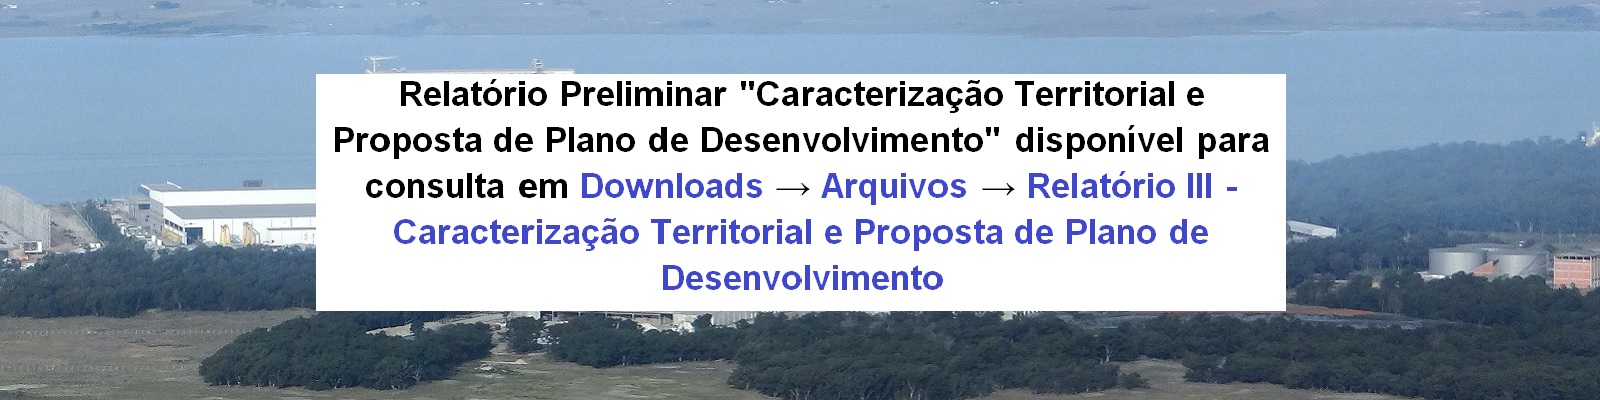 Relatório Preliminar "Caracterização Territorial e
Proposta de Plano de Desenvolvimento" disponível para
consulta em Downloads → Arquivos → Relatório III -
Caracterização Territorial e Proposta de Plano de
Desenvolvimento